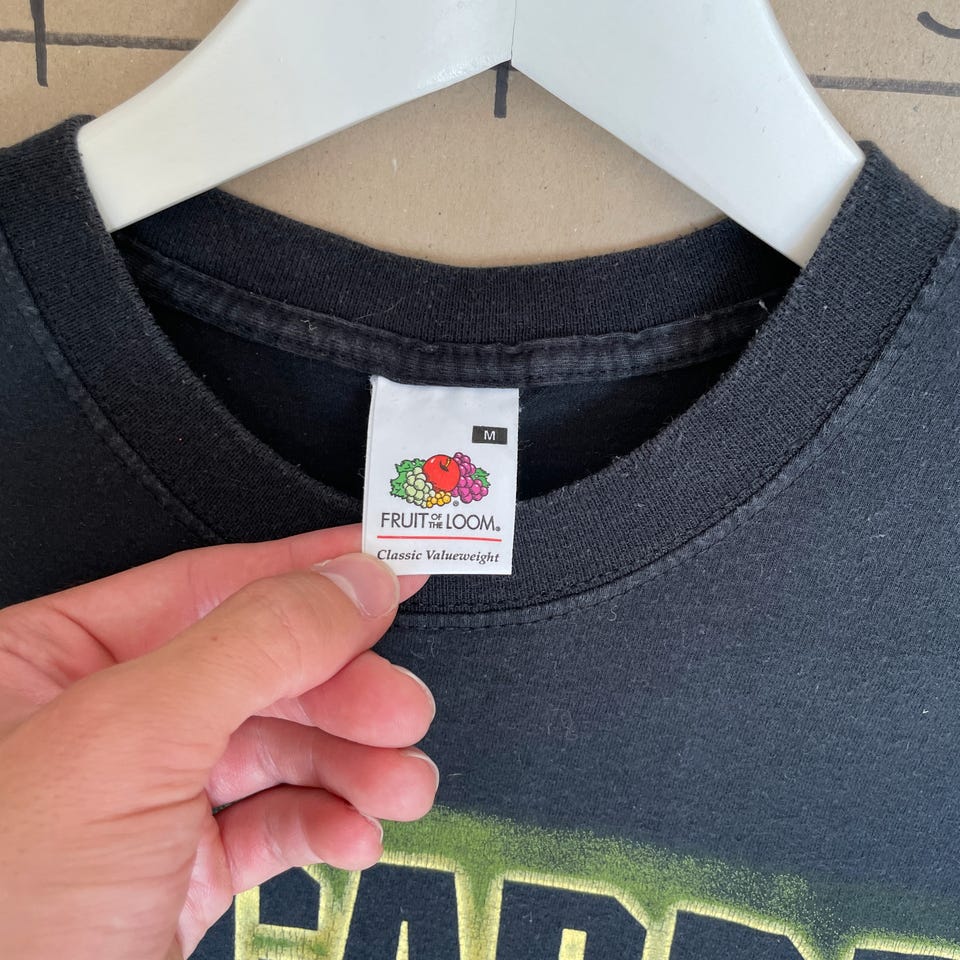 M
FRUIT OF THE LOOM®
Classic Valueweight